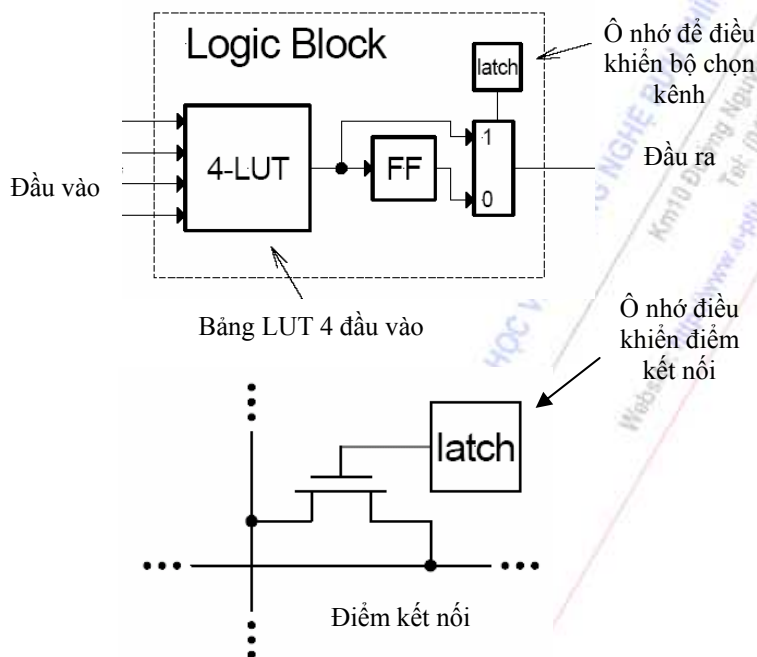 Logic Block
Ô nhớ để điều
khiển bộ chọn
kênh
latch
1
4-LUT
FF
0
Đầu vào
Đầu ra
Bảng LUT 4 đầu vào
Ô nhớ điều
khiển điểm
kết nối
latch
Điểm kết nối